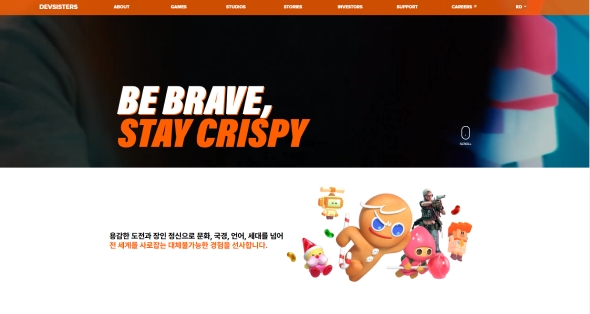 DEVSISTERS
ABOUT
GAMES
STUDIOS
STORIES
INVESTORS
SUPPORT
CAREERS
KO
BE BRAVE,
STAY CRISPY
SCROLL
용감한 도전과 장인 정신으로 문화, 국경, 언어, 세대를 넘어
전 세계를 사로잡는 대체불가능한 경험을 선사합니다.